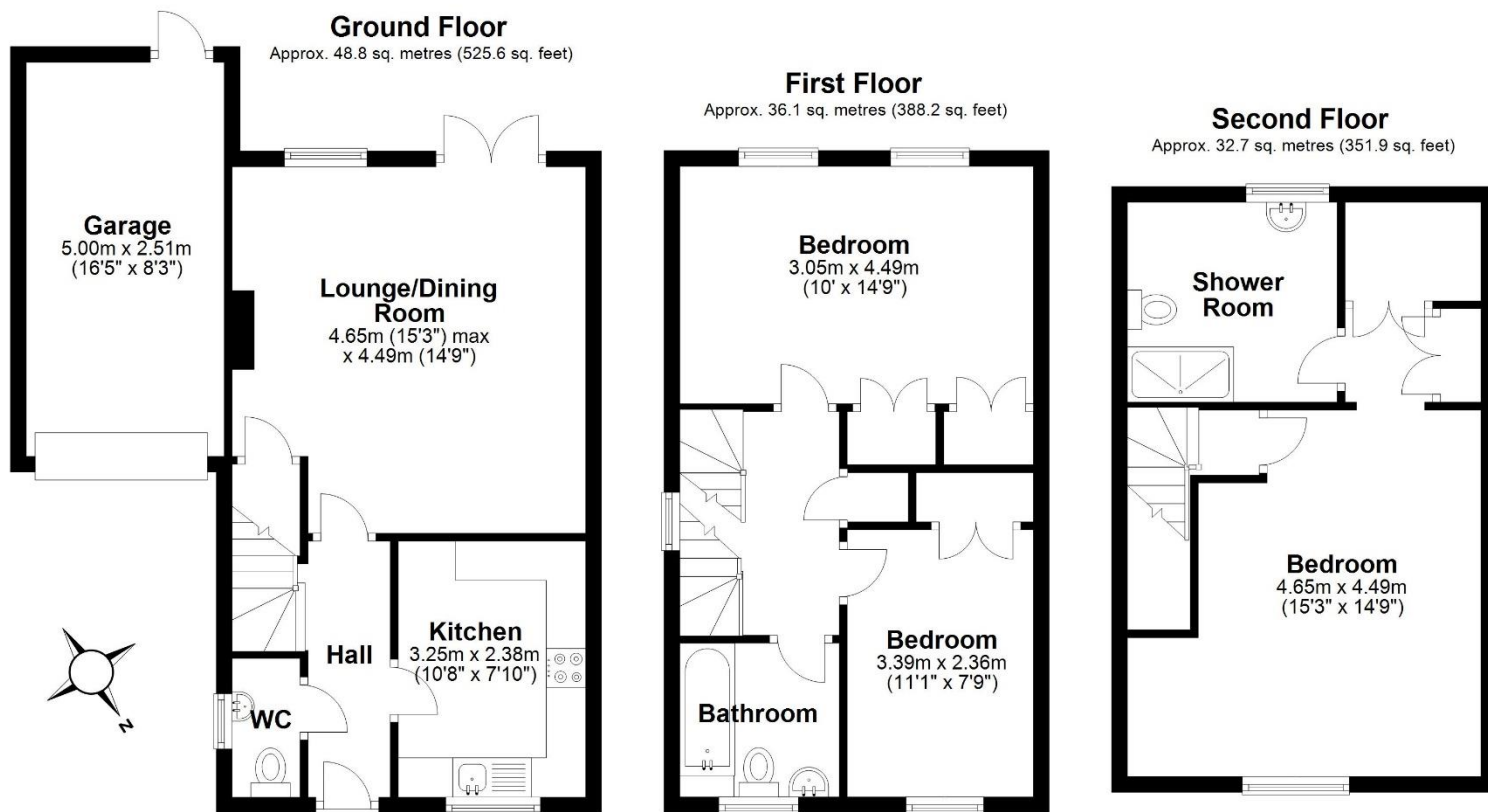 Ground Floor
Approx. 48.8 sq. metres (525.6 sq. feet)
Garage
5.00m x 2.51m
(16'5" x 8'3")
Lounge/Dining
Room
4.65m (15'3") max
x 4.49m (14'9")
Hall
Kitchen
3.25m x 2.38m
(10'8" x 7'10")
WC
N
First Floor
Approx. 36.1 sq. metres (388.2 sq. feet)
Bedroom
3.05m x 4.49m
(10' x 14'9")
Bedroom
3.39m x 2.36m
(11'1" x 7'9")
Bathroom
Second Floor
Approx. 32.7 sq. metres (351.9 sq. feet)
Shower
Room
Bedroom
4.65m x 4.49m
(15'3" x 14'9")